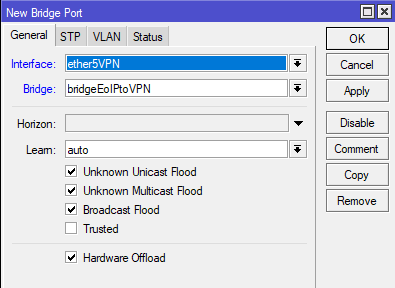 New Bridge Port
General STP VLAN Status
Interface: ether5VPN
Bridge: bridgeEoIPtoVPN
Horizon:
Learn: auto
Unknown Unicast Flood
Unknown Multicast Flood
Broadcast Flood
Trusted
Hardware Offload
OK
Cancel
Apply
Disable
Comment
Copy
Remove